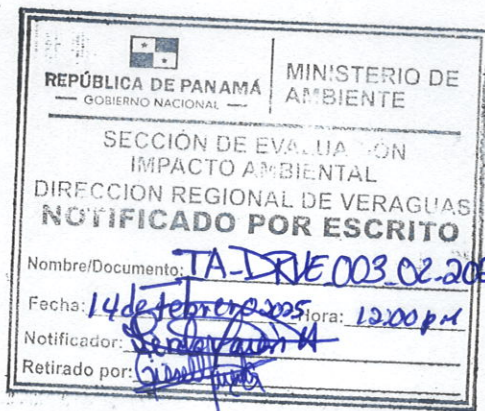 REPÚBLICA DE PANAMÁ
— GOBIERNO NACIONAL —
MINISTERIO DE
AMBIENTE
SECCIÓN DE EVALUACIÓN
IMPACTO AMBIENTAL
DIRECCION REGIONAL DE VERAGUAS
NOTIFICADO POR ESCRITO
Nombre/Documento: TA-DRVE 003-02-202
Fecha: 14 de febrero 2025 Hora: 12:00 pm
Notificador:
Retirado por: